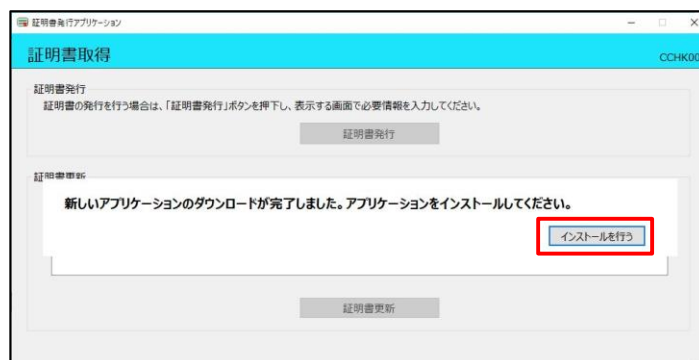 証明書発行アプリケーション
証明書取得
CCHK00
証明書発行
証明書の発行を行う場合は、「証明書発行」ボタンを押下し、表示する画面で必要情報を入力してください。
証明書発行
証明書更新
新しいアプリケーションのダウンロードが完了しました。アプリケーションをインストールしてください。
インストールを行う
証明書更新